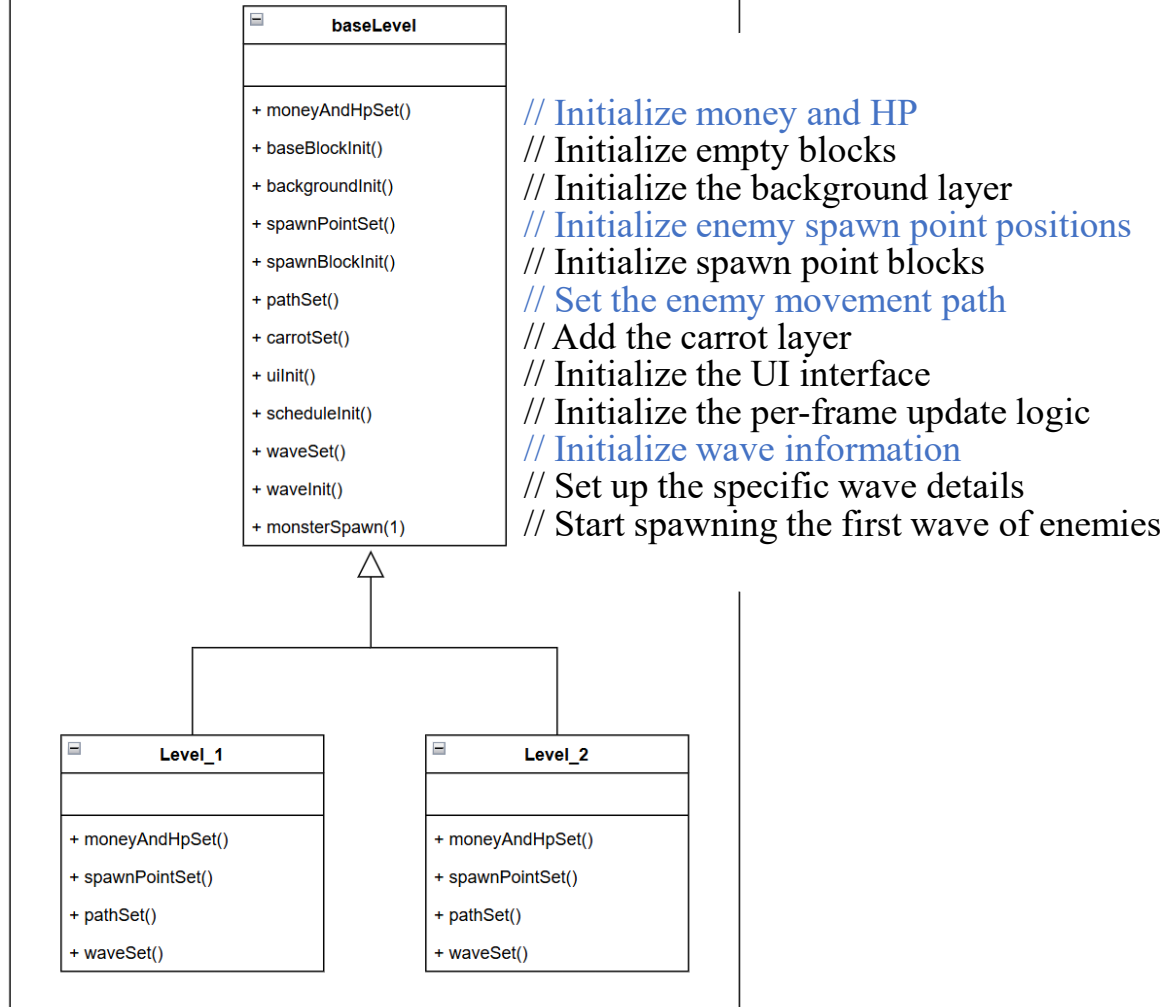 baseLevel
+ moneyAndHpSet() // Initialize money and HP
+ baseBlockInit() // Initialize empty blocks
+ backgroundInit() // Initialize the background layer
+ spawnPointSet() // Initialize enemy spawn point positions
+ spawnBlockInit() // Initialize spawn point blocks
+ pathSet() // Set the enemy movement path
+ carrotSet() // Add the carrot layer
+ uiInit() // Initialize the UI interface
+ scheduleInit() // Initialize the per-frame update logic
+ waveSet() // Initialize wave information
+ waveInit() // Set up the specific wave details
+ monsterSpawn(1) // Start spawning the first wave of enemies
Level_1
+ moneyAndHpSet()
+ spawnPointSet()
+ pathSet()
+ waveSet()
Level_2
+ moneyAndHpSet()
+ spawnPointSet()
+ pathSet()
+ waveSet()